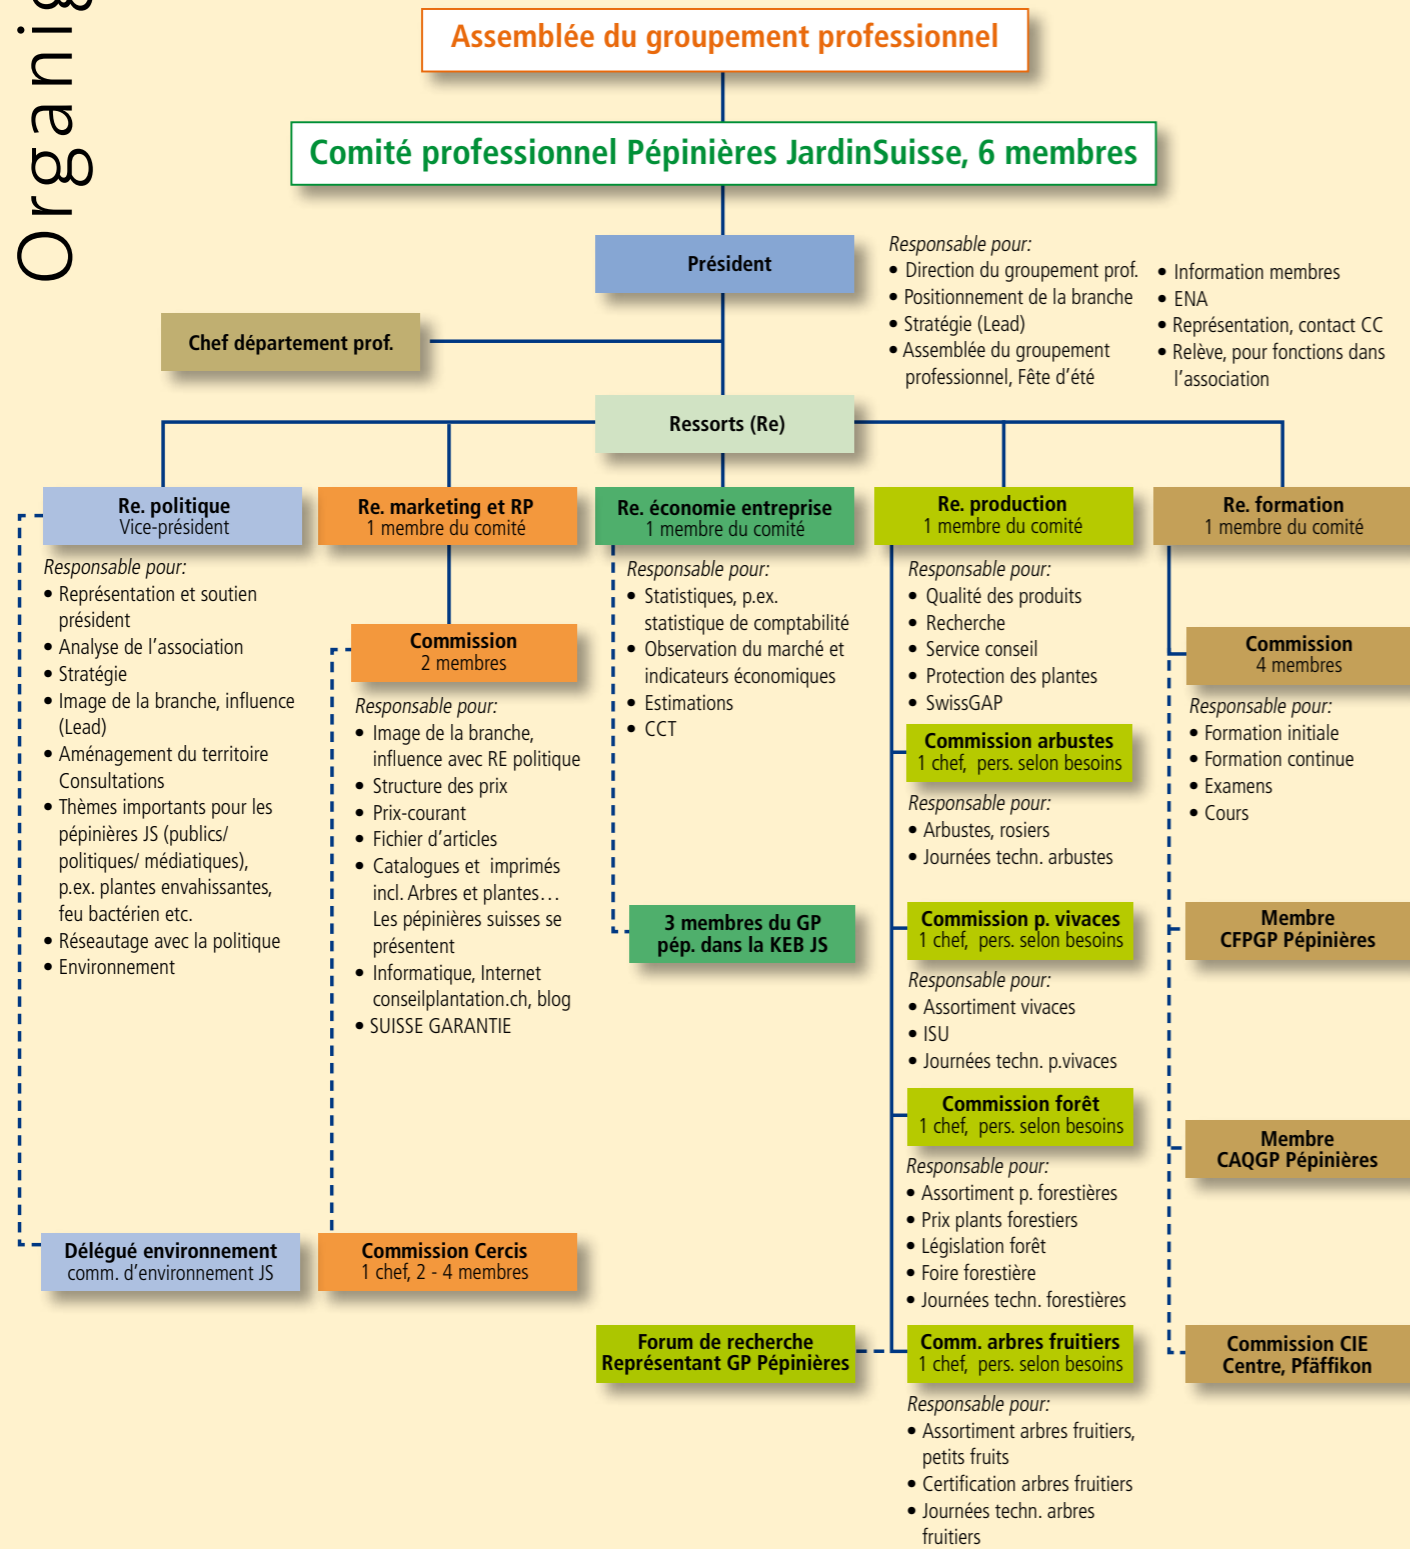 Organig
Assemblée du groupement professionnel
Comité professionnel Pépinières JardinSuisse, 6 membres
Président
Responsable pour:
• Direction du groupement prof.
• Positionnement de la branche
• Stratégie (Lead)
• Assemblée du groupement
professionnel, Fête d'été
• Information membres
• ENA
• Représentation, contact CC
• Relève, pour fonctions dans
l'association
Chef département prof.
Ressorts (Re)
Re. politique
Vice-président
Responsable pour:
• Représentation et soutien
président
• Analyse de l'association
• Stratégie
• Image de la branche, influence
(Lead)
• Aménagement du territoire
Consultations
• Thèmes importants pour les
pépinières JS (publics/
politiques/ médiatiques),
p.ex. plantes envahissantes,
feu bactérien etc.
• Réseautage avec la politique
• Environnement
Délégué environnement
comm. d'environnement JS
Re. marketing et RP
1 membre du comité
Commission
2 membres
Responsable pour:
• Image de la branche,
influence avec RE politique
• Structure des prix
• Prix-courant
• Fichier d'articles
• Catalogues et imprimés
incl. Arbres et plantes...
Les pépinières suisses se
présentent
• Informatique, Internet
conseilplantation.ch, blog
• SUISSE GARANTIE
Commission Cercis
1 chef, 2 - 4 membres
Re. économie entreprise
1 membre du comité
Responsable pour:
• Statistiques, p.ex.
statistique de comptabilité
• Observation du marché et
indicateurs économiques
• Estimations
• CCT
3 membres du GP
pép. dans la KEB JS
Re. production
1 membre du comité
Responsable pour:
• Qualité des produits
• Recherche
• Service conseil
• Protection des plantes
• SwissGAP
Commission arbustes
1 chef, pers. selon besoins
Responsable pour:
• Arbustes, rosiers
• Journées techn. arbustes
Commission p. vivaces
1 chef, pers. selon besoins
Responsable pour:
• Assortiment vivaces
• ISU
• Journées techn. p.vivaces
Commission forêt
1 chef, pers. selon besoins
Responsable pour:
• Assortiment p. forestières
• Prix plants forestiers
• Législation forêt
• Foire forestière
• Journées techn. forestières
Forum de recherche
Représentant GP Pépinières
Comm. arbres fruitiers
1 chef, pers. selon besoins
Responsable pour:
• Assortiment arbres fruitiers,
petits fruits
• Certification arbres fruitiers
• Journées techn. arbres
fruitiers
Re. formation
1 membre du comité
Commission
4 membres
Responsable pour:
• Formation initiale
• Formation continue
• Examens
• Cours
Membre
CFPGP Pépinières
Membre
CAQGP Pépinières
Commission CIE
Centre, Pfäffikon